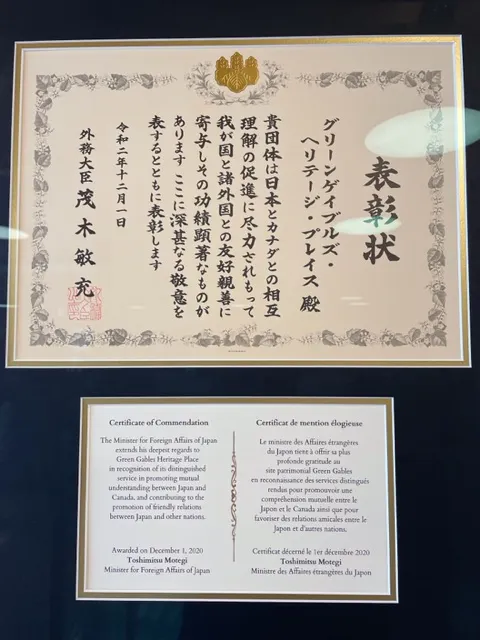 表彰状
グリーンゲイブルズ・
ヘリテージ・プレイス 殿
貴団体は日本とカナダとの相互
理解の促進に尽力されもって
我が国と諸外国との友好親善に
寄与しその功績顕著なものが
あります ここに深甚なる敬意を
表するとともに表彰します
令和二年十二月一日
外務大臣 茂木敏充
Certificate of Commendation
The Minister for Foreign Affairs of Japan
extends his deepest regards to
Green Gables Heritage Place
in recognition of its distinguished
service in promoting mutual
understanding between Japan and
Canada, and contributing to the
promotion of friendly relations
between Japan and other nations.
Awarded on December 1, 2020
Toshimitsu Motegi
Minister for Foreign Affairs of Japan
Certificat de mention élogieuse
Le ministre des Affaires étrangères
du Japon tient à offrir sa plus
profonde gratitude au
site patrimonial Green Gables
en reconnaissance des services distingués
rendus pour promouvoir une
compréhension mutuelle entre le
Japon et le Canada ainsi que pour
favoriser des relations amicales entre le
Japon et d'autres nations.
Certificat décerné le 1er décembre 2020
Toshimitsu Motegi
Ministre des Affaires étrangères du Japon